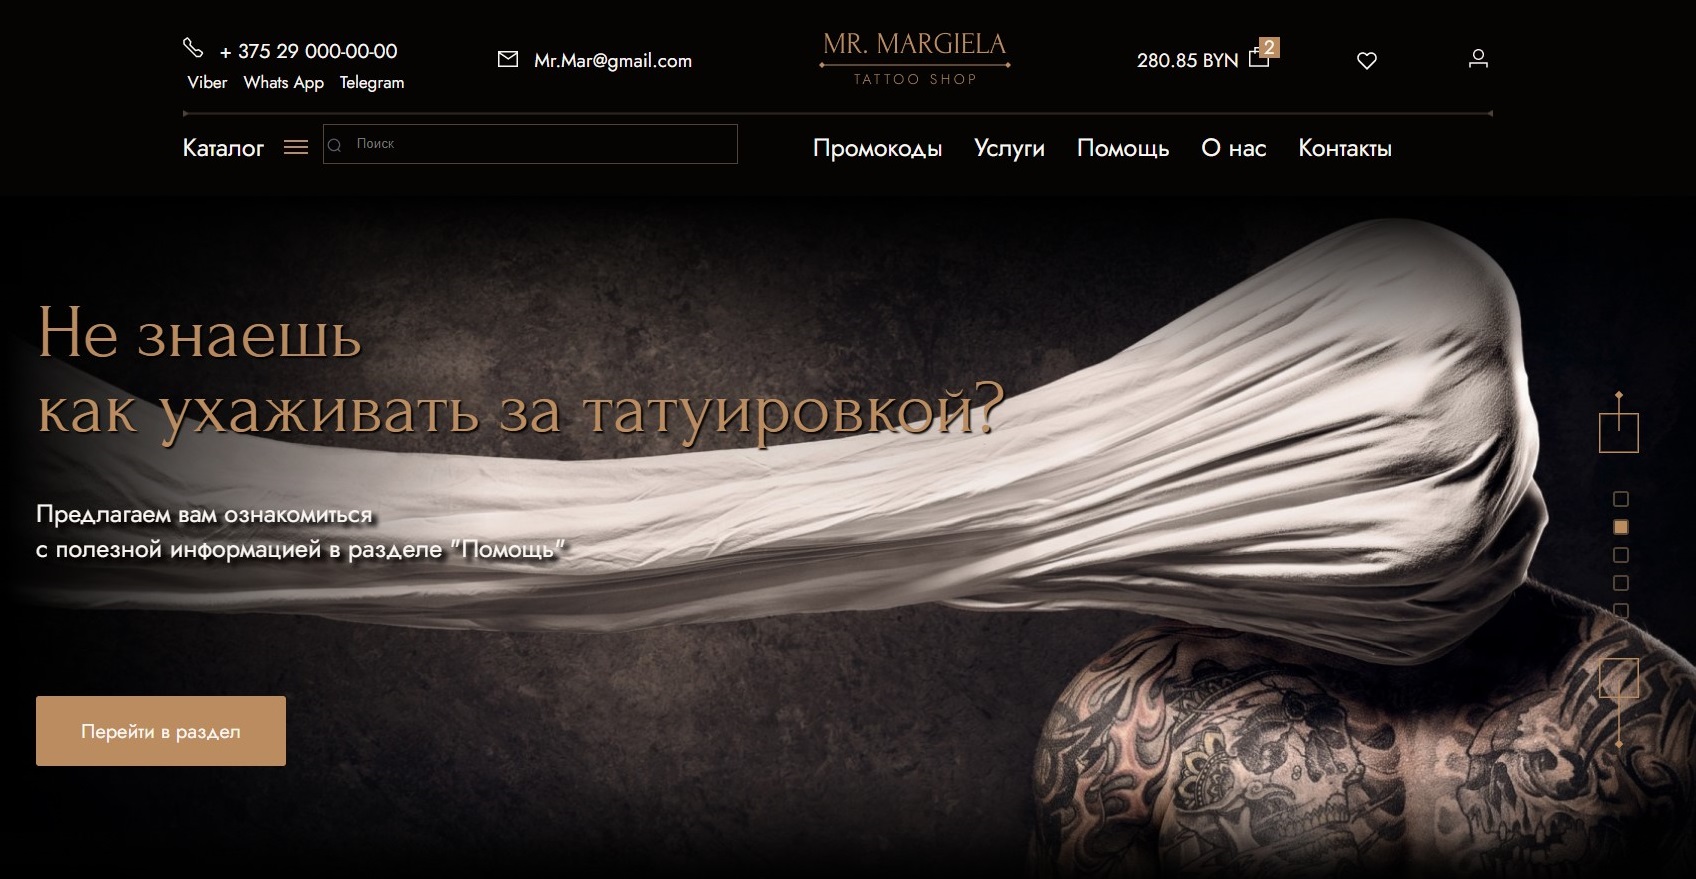 + 375 29 000-00-00
Viber Whats App Telegram
Mr.Mar@gmail.com
MR. MARGIELA
TATTOO SHOP
280.85 BYN 2
Каталог
Поиск
Промокоды Услуги Помощь О нас Контакты
Не знаешь
как ухаживать за татуировкой?
Предлагаем вам ознакомиться
с полезной информацией в разделе "Помощь"
Перейти в раздел